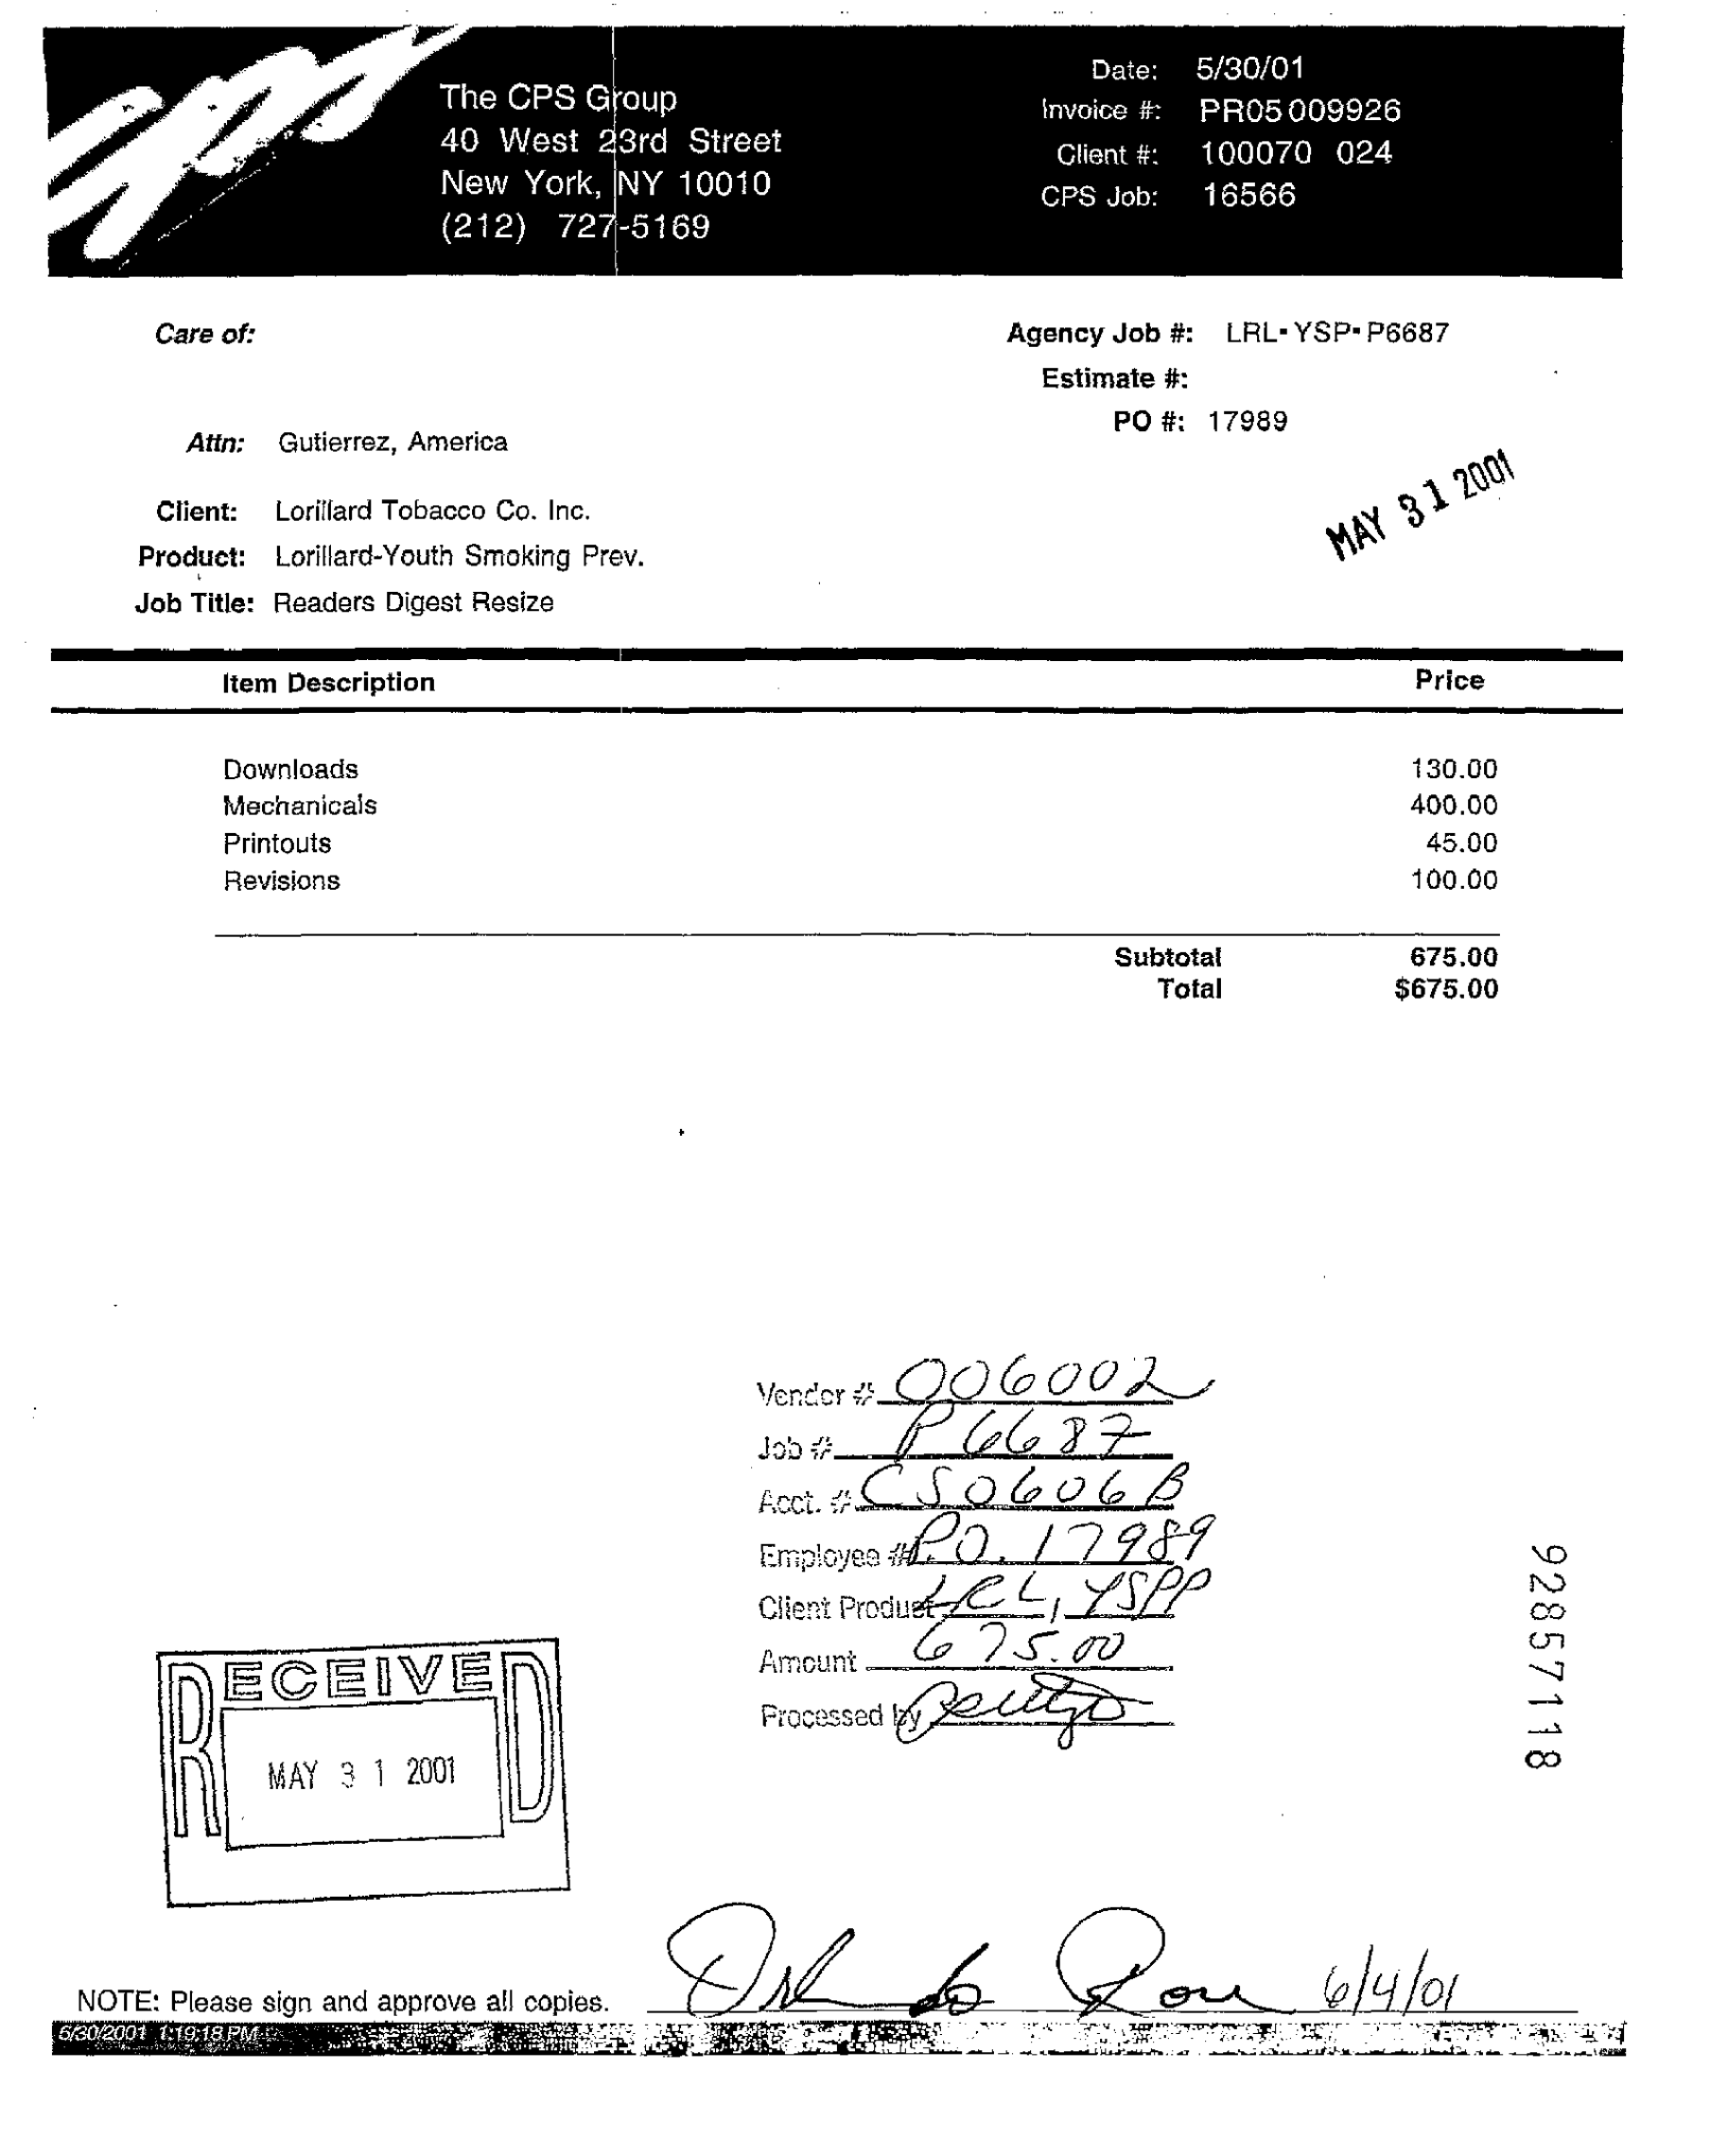 cps
The CPS Group
40 West 23rd Street
New York, NY 10010
(212) 727-5169
Date: 5/30/01
Invoice #: PR05009926
Client #: 100070 024
CPS Job: 16566
Care of:
Agency Job #: LRL-YSP-P6687
Estimate #:
PO #: 17989
Attn: Gutierrez, America
MAY 31 2001
Client: Lorillard Tobacco Co. Inc.
Product: Lorillard-Youth Smoking Prev.
Job Title: Readers Digest Resize
Item Description Price
Downloads 130.00
Mechanicals 400.00
Printouts 45.00
Revisions 100.00
Subtotal 675.00
Total $675.00
Vendor # 006002
Job # P6687
Acct. # CS0606B
Employee # P.O. 17989
Client Product LRL, YSPP
Amount 675.00
Processed by
92857118
RECEIVED
MAY 31 2001
NOTE: Please sign and approve all copies.
6/4/01
5/30/2001 1:19:18 PM